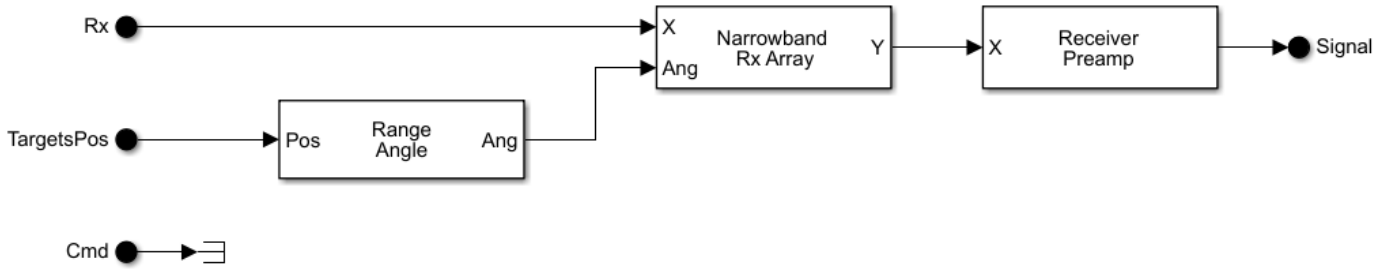 Rx
X
Ang
Narrowband
Rx Array
Y
X
Receiver
Preamp
Signal
TargetsPos
Pos
Range
Angle
Ang
Cmd